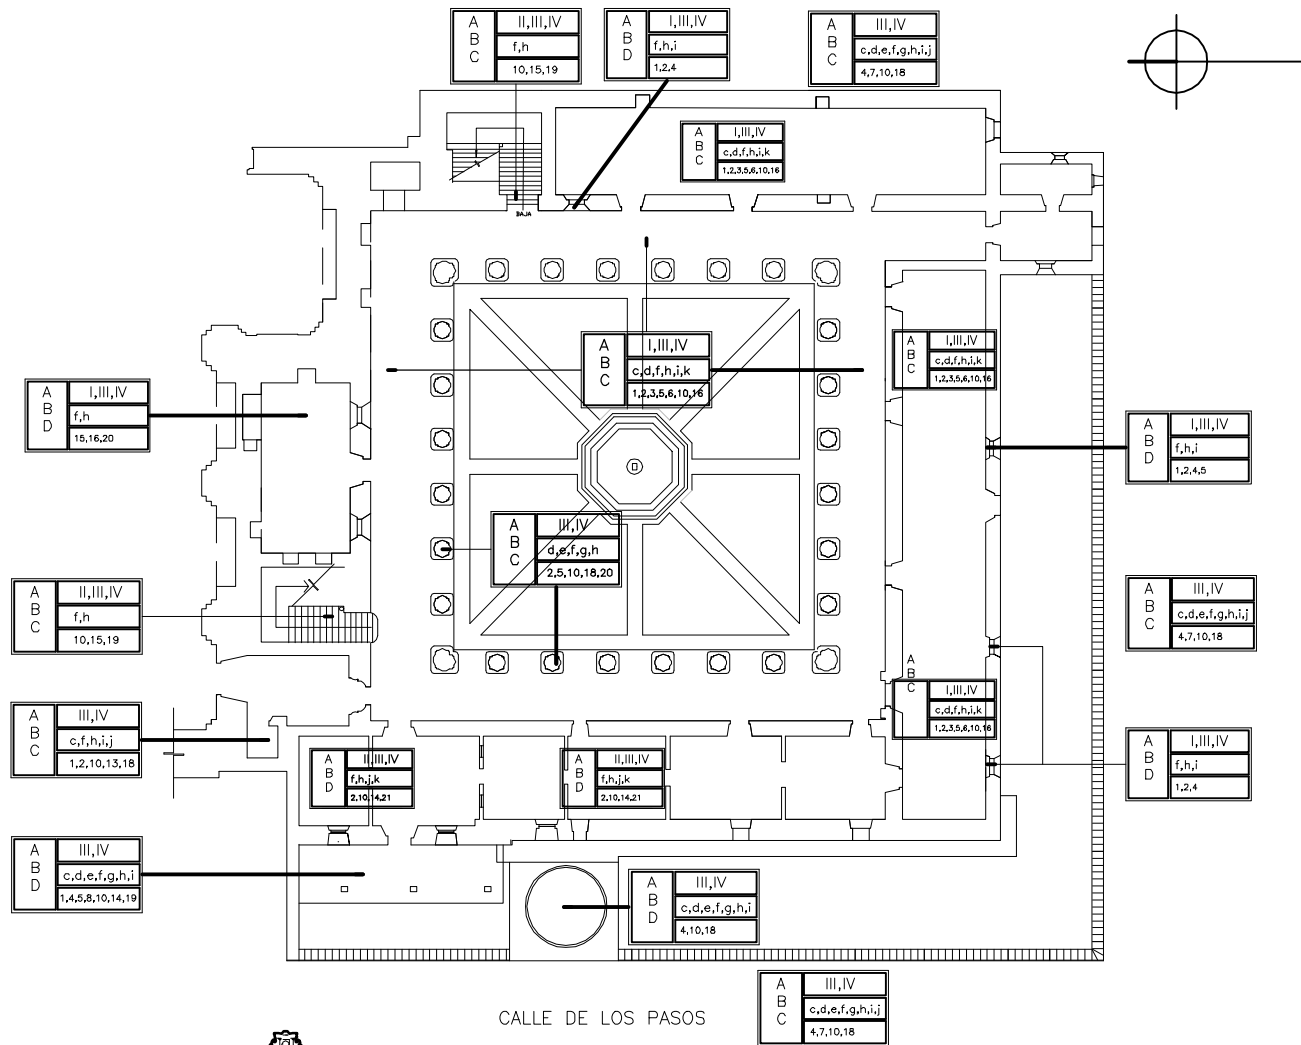 A
B
C
II,III,IV
f,h
10,15,19
A
B
D
I,III,IV
f,h,i
1,2,4
A
B
C
III,IV
c,d,e,f,g,h,i,j
4,7,10,18
A
B
C
I,III,IV
c,d,f,h,i,k
1,2,3,5,6,10,16
BAJA
A
B
C
I,III,IV
c,d,f,h,i,k
1,2,3,5,6,10,16
A
B
C
I,III,IV
c,d,f,h,i,k
1,2,3,5,6,10,16
A
B
D
I,III,IV
f,h
15,16,20
A
B
D
I,III,IV
f,h,i
1,2,4,5
A
B
C
III,IV
d,e,f,g,h
2,5,10,18,20
A
B
C
II,III,IV
f,h
10,15,19
A
B
C
III,IV
c,d,e,f,g,h,i,j
4,7,10,18
A
B
C
I,III,IV
c,d,f,h,i,k
1,2,3,5,6,10,16
A
B
C
III,IV
c,f,h,i,j
1,2,10,13,18
A
B
D
I,III,IV
f,h,i
1,2,4
A
B
D
II,III,IV
f,h,j,k
2,10,14,21
A
B
D
II,III,IV
f,h,j,k
2,10,14,21
A
B
D
III,IV
c,d,e,f,g,h,i
1,4,5,8,10,14,19
A
B
D
III,IV
c,d,e,f,g,h,i
4,10,18
CALLE DE LOS PASOS
A
B
C
III,IV
c,d,e,f,g,h,i,j
4,7,10,18